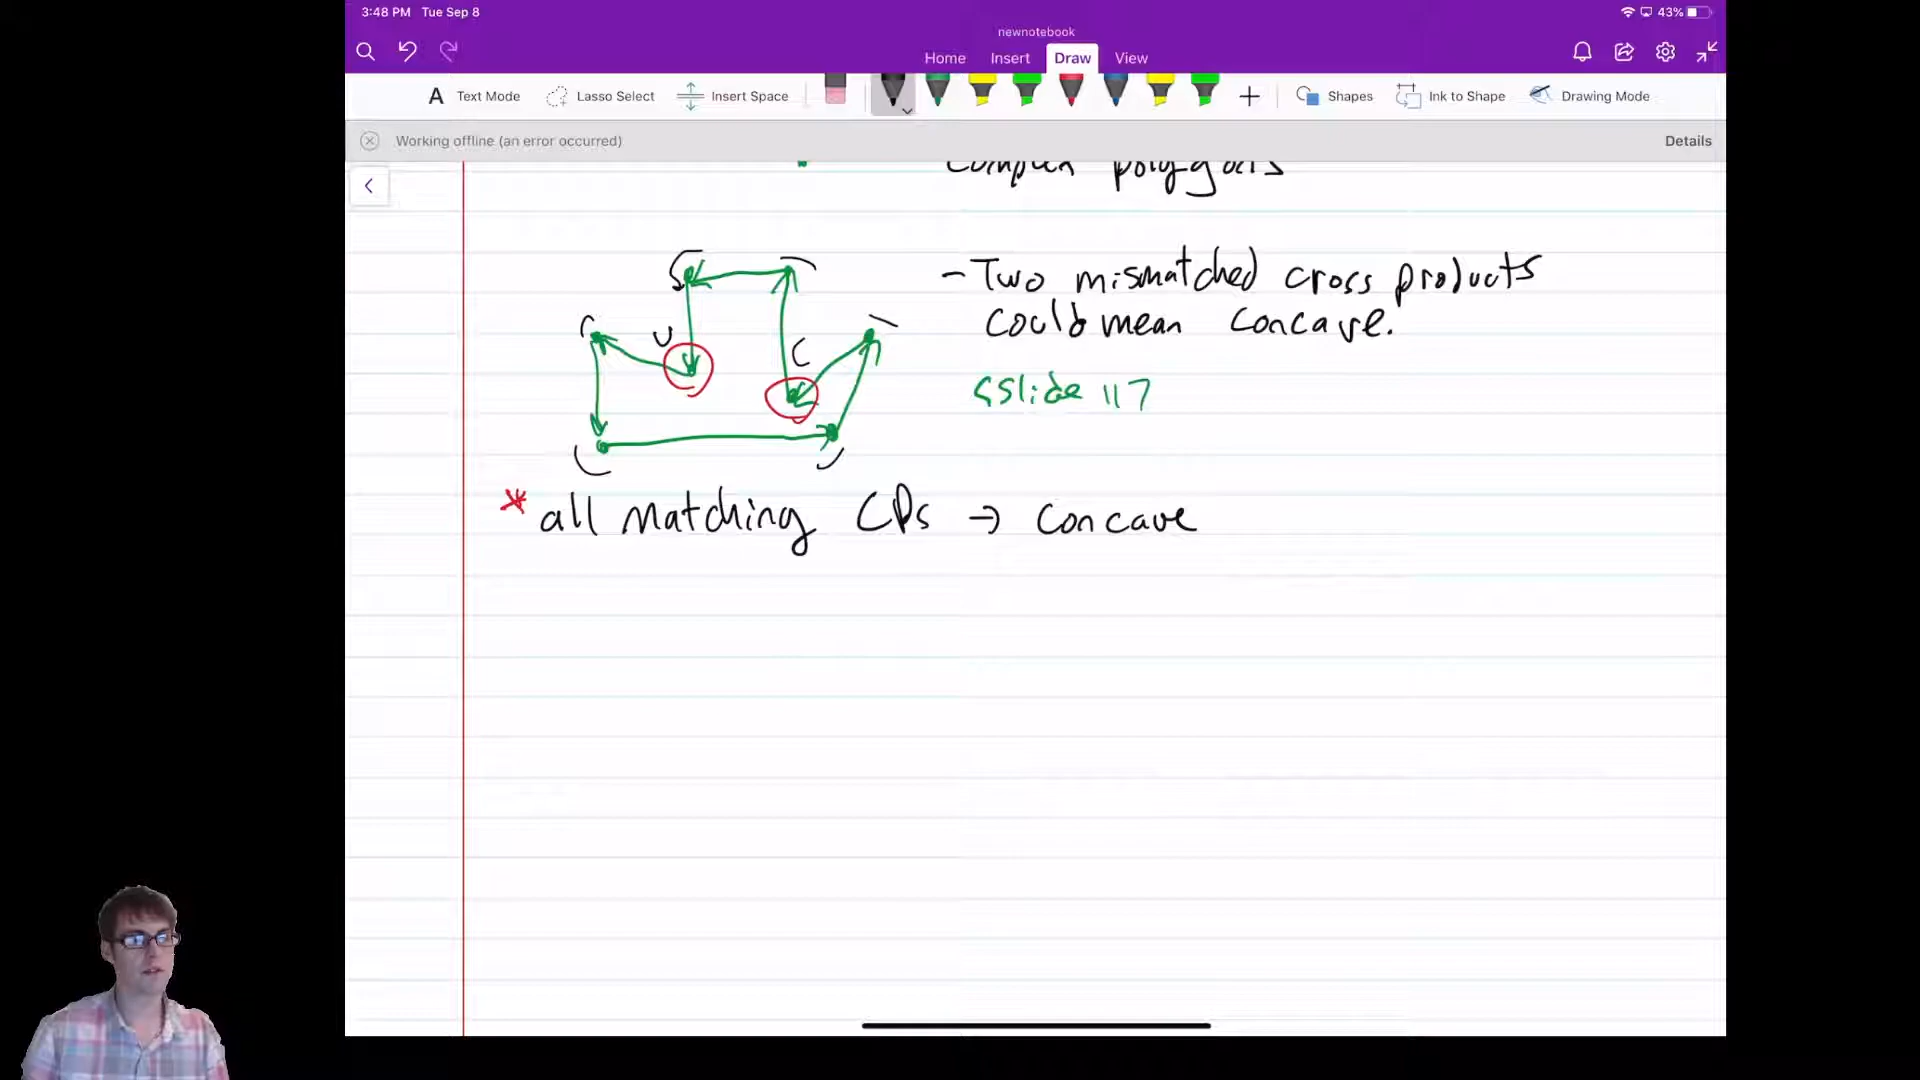 3:48 PM Tue Sep 8
43%
newnotebook
Home Insert Draw View
A Text Mode Lasso Select Insert Space Shapes Ink to Shape Drawing Mode
Working offline (an error occurred) Details
complex polygons
- Two mismatched cross products
could mean concave.
Slide 117
* all matching CPs → concave